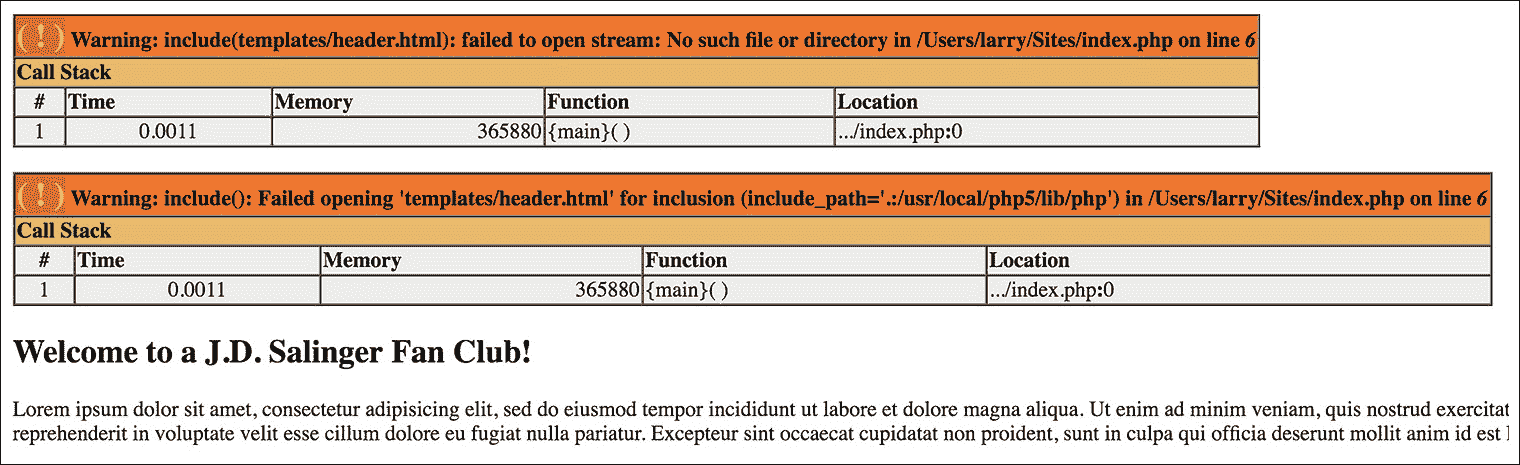 (!) Warning: include(templates/header.html): failed to open stream: No such file or directory in /Users/larry/Sites/index.php on line 6
Call Stack
# Time Memory Function Location
1 0.0011 365880 {main}( ) .../index.php:0
(!) Warning: include(): Failed opening 'templates/header.html' for inclusion (include_path='.:/usr/local/php5/lib/php') in /Users/larry/Sites/index.php on line 6
Call Stack
# Time Memory Function Location
1 0.0011 365880 {main}( ) .../index.php:0
Welcome to a J.D. Salinger Fan Club!
Lorem ipsum dolor sit amet, consectetur adipisicing elit, sed do eiusmod tempor incididunt ut labore et dolore magna aliqua. Ut enim ad minim veniam, quis nostrud exercitat
reprehenderit in voluptate velit esse cillum dolore eu fugiat nulla pariatur. Excepteur sint occaecat cupidatat non proident, sunt in culpa qui officia deserunt mollit anim id est